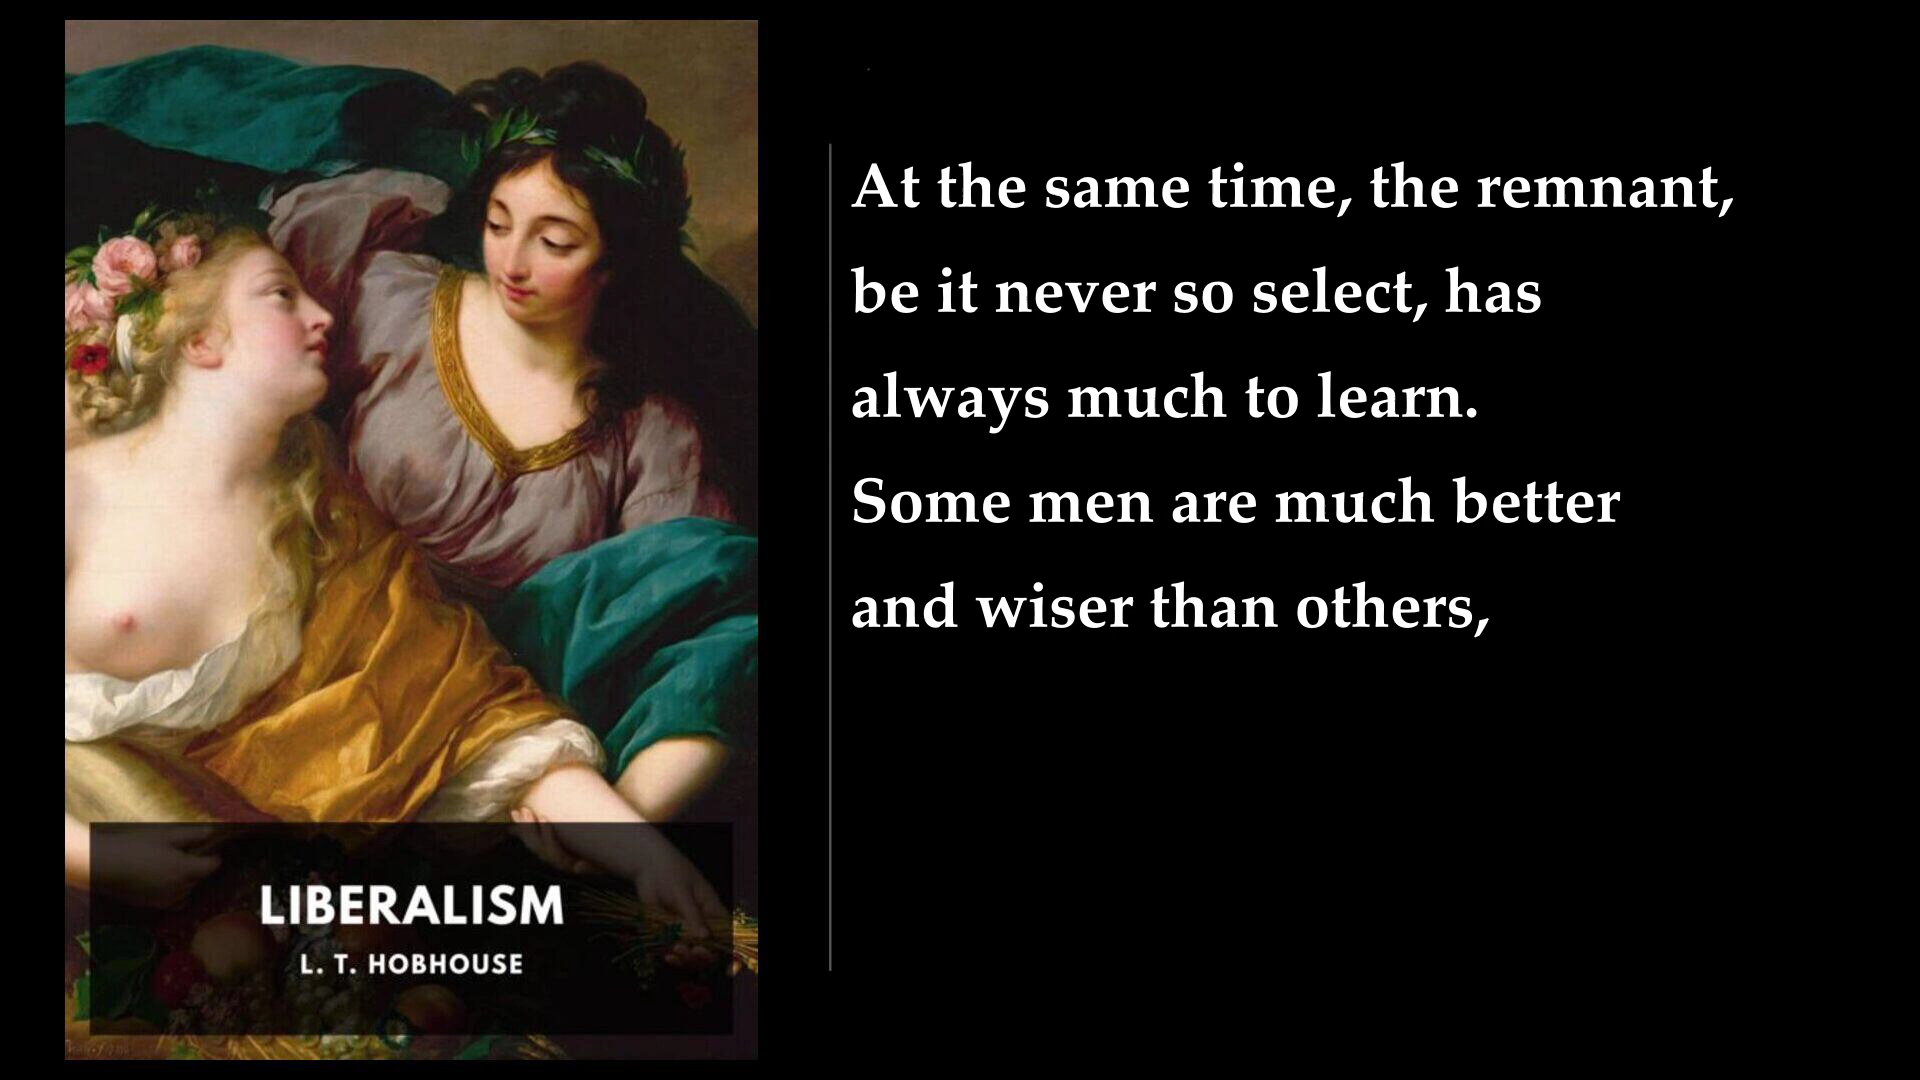 At the same time, the remnant,
be it never so select, has
always much to learn.
Some men are much better
and wiser than others,
LIBERALISM
L. T. HOBHOUSE